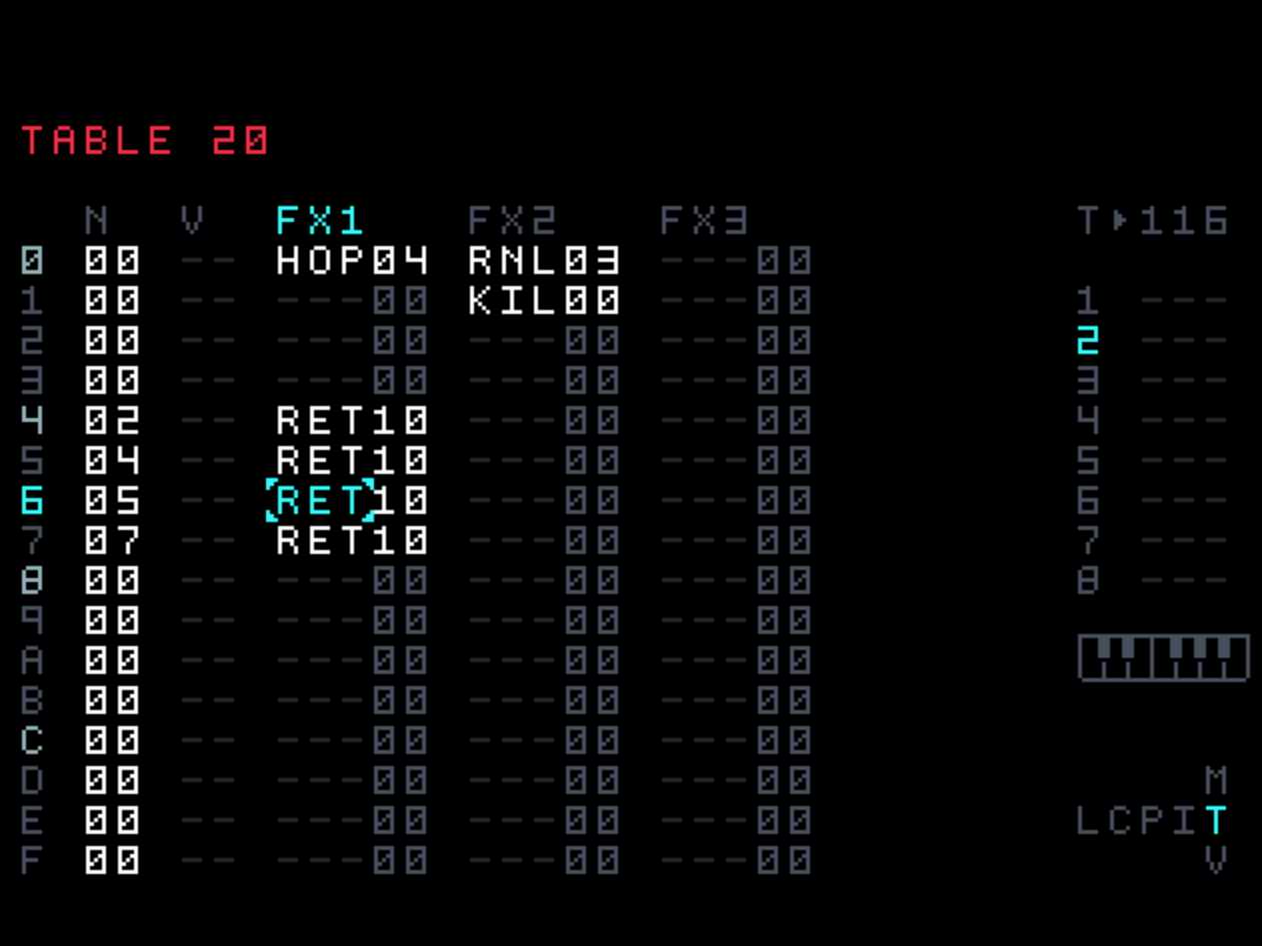 TABLE 20
N V FX1 FX2 FX3 T▸116
0 00 -- HOP04 RNL03 ---00
1 00 -- ---00 KIL00 ---00 1 ---
2 00 -- ---00 ---00 ---00 2 ---
3 00 -- ---00 ---00 ---00 3 ---
4 02 -- RET10 ---00 ---00 4 ---
5 04 -- RET10 ---00 ---00 5 ---
6 05 -- RET10 ---00 ---00 6 ---
7 07 -- RET10 ---00 ---00 7 ---
8 00 -- ---00 ---00 ---00 8 ---
9 00 -- ---00 ---00 ---00
A 00 -- ---00 ---00 ---00
B 00 -- ---00 ---00 ---00
C 00 -- ---00 ---00 ---00
D 00 -- ---00 ---00 ---00 M
E 00 -- ---00 ---00 ---00 LCPIT
F 00 -- ---00 ---00 ---00 V